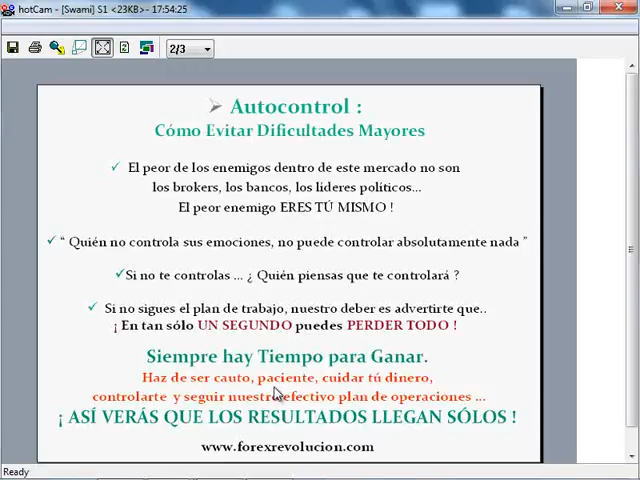 hotCam - [Swami] S1 <23KB> - 17:54:25
2/3
Autocontrol :
Cómo Evitar Dificultades Mayores
El peor de los enemigos dentro de este mercado no son
los brokers, los bancos, los líderes políticos...
El peor enemigo ERES TÚ MISMO !
“ Quién no controla sus emociones, no puede controlar absolutamente nada ”
Si no te controlas ... ¿ Quién piensas que te controlará ?
Si no sigues el plan de trabajo, nuestro deber es advertirte que..
¡ En tan sólo UN SEGUNDO puedes PERDER TODO !
Siempre hay Tiempo para Ganar.
Haz de ser cauto, paciente, cuidar tú dinero,
controlarte y seguir nuestro efectivo plan de operaciones ...
¡ ASÍ VERÁS QUE LOS RESULTADOS LLEGAN SÓLOS !
www.forexrevolucion.com
Ready